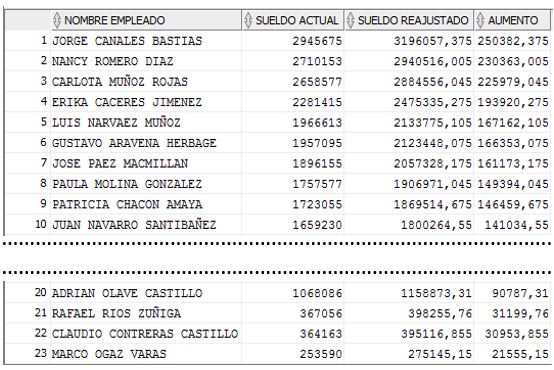 NOMBRE EMPLEADO SUELDO ACTUAL SUELDO REAJUSTADO AUMENTO
1 JORGE CANALES BASTIAS 2945675 3196057,375 250382,375
2 NANCY ROMERO DIAZ 2710153 2940516,005 230363,005
3 CARLOTA MUÑOZ ROJAS 2658577 2884556,045 225979,045
4 ERIKA CACERES JIMENEZ 2281415 2475335,275 193920,275
5 LUIS NARVAEZ MUÑOZ 1966613 2133775,105 167162,105
6 GUSTAVO ARAVENA HERBAGE 1957095 2123448,075 166353,075
7 JOSE PAEZ MACMILLAN 1896155 2057328,175 161173,175
8 PAULA MOLINA GONZALEZ 1757577 1906971,045 149394,045
9 PATRICIA CHACON AMAYA 1723055 1869514,675 146459,675
10 JUAN NAVARRO SANTIBAÑEZ 1659230 1800264,55 141034,55
20 ADRIAN OLAVE CASTILLO 1068086 1158873,31 90787,31
21 RAFAEL RIOS ZUÑIGA 367056 398255,76 31199,76
22 CLAUDIO CONTRERAS CASTILLO 364163 395116,855 30953,855
23 MARCO OGAZ VARAS 253590 275145,15 21555,15